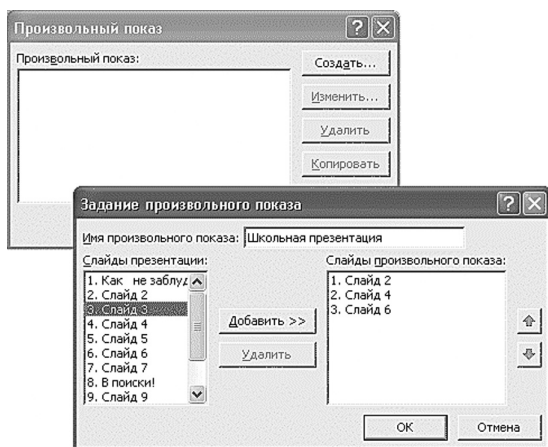 Произвольный показ
Произвольный показ:
Создать...
Изменить...
Удалить
Копировать
Задание произвольного показа
Имя произвольного показа: Школьная презентация
Слайды презентации:
1. Как не заблуд
2. Слайд 2
3. Слайд 3
4. Слайд 4
5. Слайд 5
6. Слайд 6
7. Слайд 7
8. В поиски!
9. Слайд 9
Добавить >>
Удалить
Слайды произвольного показа:
1. Слайд 2
2. Слайд 4
3. Слайд 6
ОК
Отмена